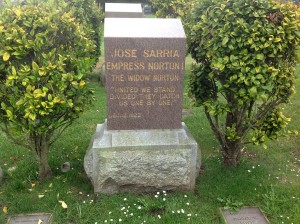 JOSE SARRIA
EMPRESS NORTON
THE WIDOW NORTON
"UNITED WE STAND
DIVIDED THEY CATCH
US ONE BY ONE"